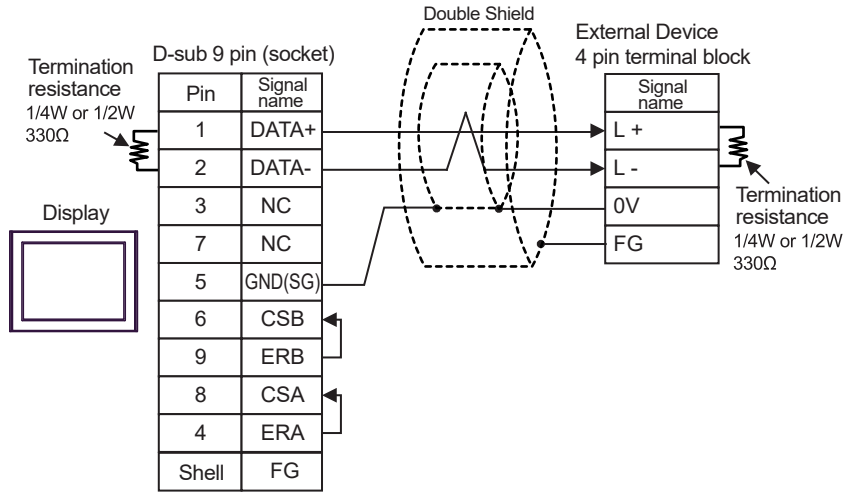 Double Shield
External Device
4 pin terminal block
D-sub 9 pin (socket)
Termination
resistance
1/4W or 1/2W
330Ω
Pin
Signal
name
1
DATA+
2
DATA-
3
NC
7
NC
5
GND(SG)
6
CSB
9
ERB
8
CSA
4
ERA
Shell
FG
Display
Signal
name
L +
L -
0V
FG
Termination
resistance
1/4W or 1/2W
330Ω